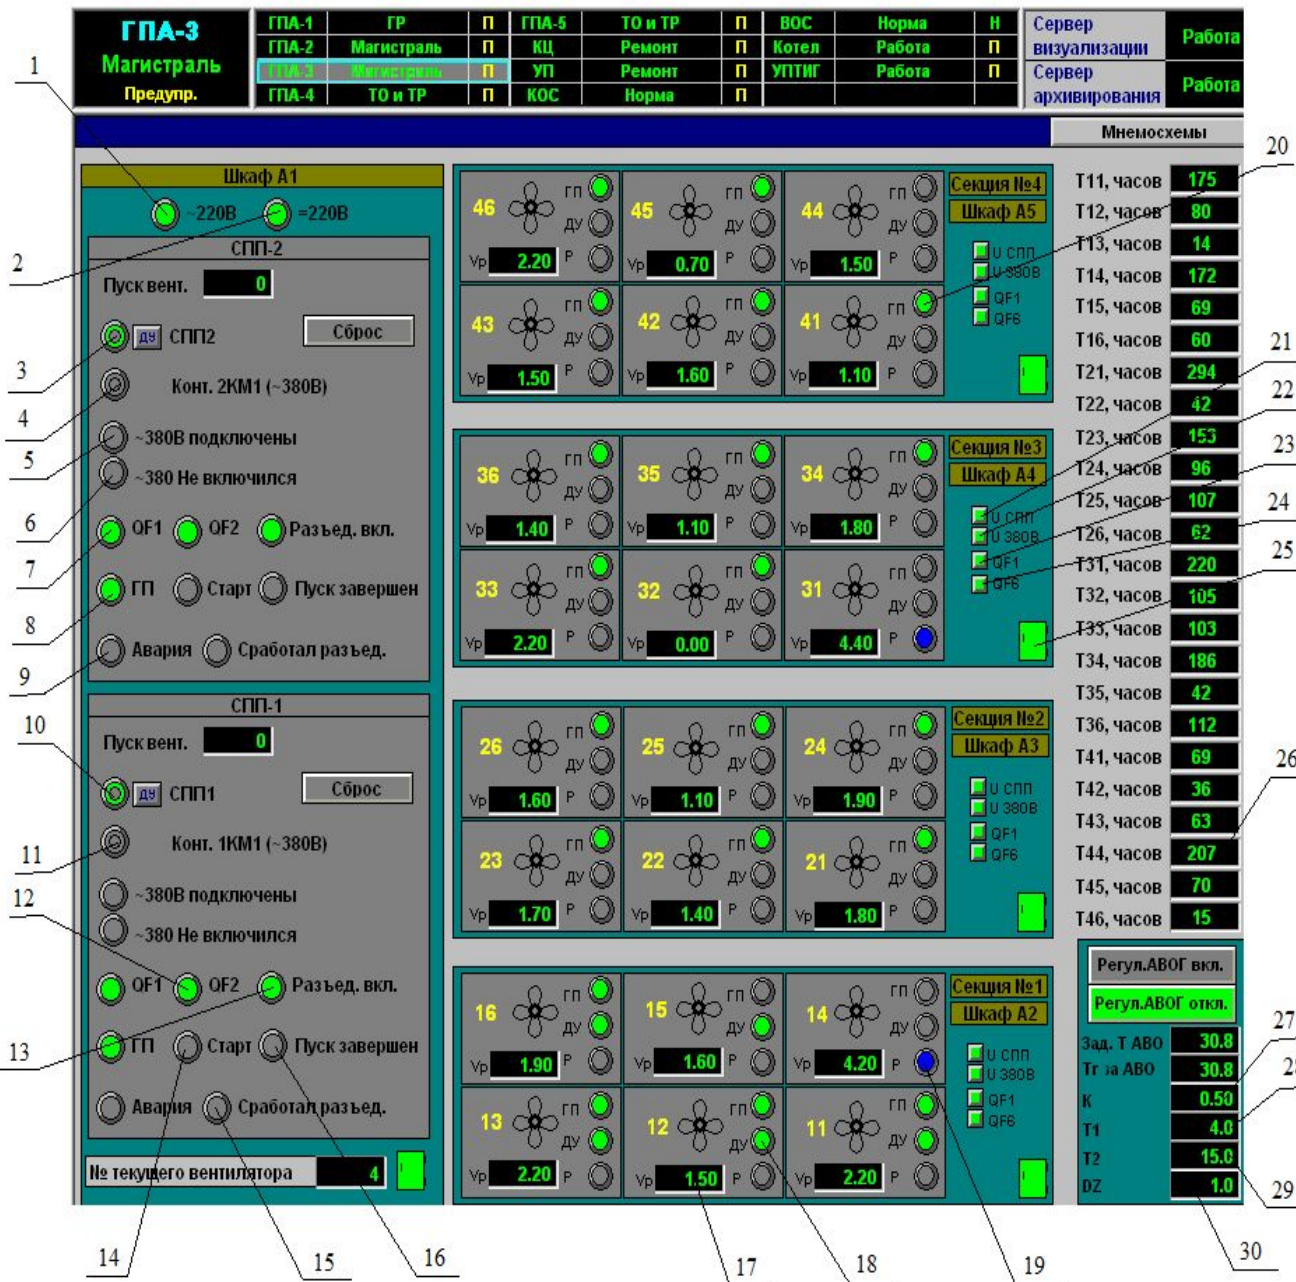 ГПА-3
Магистраль
Предупр.
ГПА-1 ГР П ГПА-5 ТО и ТР П ВОС Норма Н
ГПА-2 Магистраль П КЦ Ремонт П Котел Работа П
ГПА-3 Магистраль П УП Ремонт П УПТИГ Работа П
ГПА-4 ТО и ТР П КОС Норма П
Сервер визуализации Работа
Сервер архивирования Работа
Мнемосхемы
1
2
3
4
5
6
7
8
9
10
11
12
13
14
15
16
17
18
19
20
21
22
23
24
25
26
27
28
29
30
Шкаф А1
~220В =220В
СПП-2
Пуск вент. 0
ДУ СПП2 Сброс
Конт. 2КМ1 (~380В)
~380В подключены
~380 Не включился
QF1 QF2 Разъед. вкл.
ГП Старт Пуск завершен
Авария Сработал разъед.
СПП-1
Пуск вент. 0
ДУ СПП1 Сброс
Конт. 1КМ1 (~380В)
~380В подключены
~380 Не включился
QF1 QF2 Разъед. вкл.
ГП Старт Пуск завершен
Авария Сработал разъед.
№ текущего вентилятора 4
46 ГП ДУ Vp 2.20 Р
45 ГП ДУ Vp 0.70 Р
44 ГП ДУ Vp 1.50 Р
43 ГП ДУ Vp 1.50 Р
42 ГП ДУ Vp 1.60 Р
41 ГП ДУ Vp 1.10 Р
Секция №4
Шкаф А5
U СПП
U 380В
QF1
QF6
36 ГП ДУ Vp 1.40 Р
35 ГП ДУ Vp 1.10 Р
34 ГП ДУ Vp 1.80 Р
33 ГП ДУ Vp 2.20 Р
32 ГП ДУ Vp 0.00 Р
31 ГП ДУ Vp 4.40 Р
Секция №3
Шкаф А4
U СПП
U 380В
QF1
QF6
26 ГП ДУ Vp 1.60 Р
25 ГП ДУ Vp 1.10 Р
24 ГП ДУ Vp 1.90 Р
23 ГП ДУ Vp 1.70 Р
22 ГП ДУ Vp 1.40 Р
21 ГП ДУ Vp 1.80 Р
Секция №2
Шкаф А3
U СПП
U 380В
QF1
QF6
16 ГП ДУ Vp 1.90 Р
15 ГП ДУ Vp 1.60 Р
14 ГП ДУ Vp 4.20 Р
13 ГП ДУ Vp 2.20 Р
12 ГП ДУ Vp 1.50 Р
11 ГП ДУ Vp 2.20 Р
Секция №1
Шкаф А2
U СПП
U 380В
QF1
QF6
Т11, часов 175
Т12, часов 80
Т13, часов 14
Т14, часов 172
Т15, часов 69
Т16, часов 60
Т21, часов 294
Т22, часов 42
Т23, часов 153
Т24, часов 96
Т25, часов 107
Т26, часов 62
Т31, часов 220
Т32, часов 105
Т33, часов 103
Т34, часов 186
Т35, часов 42
Т36, часов 112
Т41, часов 69
Т42, часов 36
Т43, часов 63
Т44, часов 207
Т45, часов 70
Т46, часов 15
Регул.АВОГ вкл.
Регул.АВОГ откл.
Зад. Т АВО 30.8
Тг за АВО 30.8
К 0.50
Т1 4.0
Т2 15.0
DZ 1.0